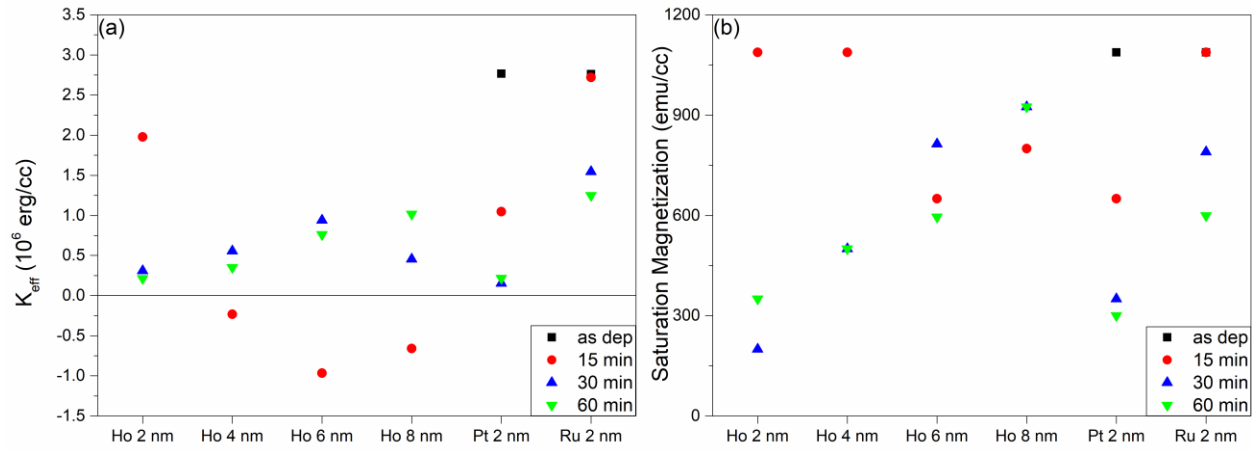 (a)
K_eff (10^6 erg/cc)
3.5
3.0
2.5
2.0
1.5
1.0
0.5
0.0
-0.5
-1.0
-1.5
Ho 2 nm
Ho 4 nm
Ho 6 nm
Ho 8 nm
Pt 2 nm
Ru 2 nm
as dep
15 min
30 min
60 min
(b)
Saturation Magnetization (emu/cc)
1200
900
600
300
0
Ho 2 nm
Ho 4 nm
Ho 6 nm
Ho 8 nm
Pt 2 nm
Ru 2 nm
as dep
15 min
30 min
60 min